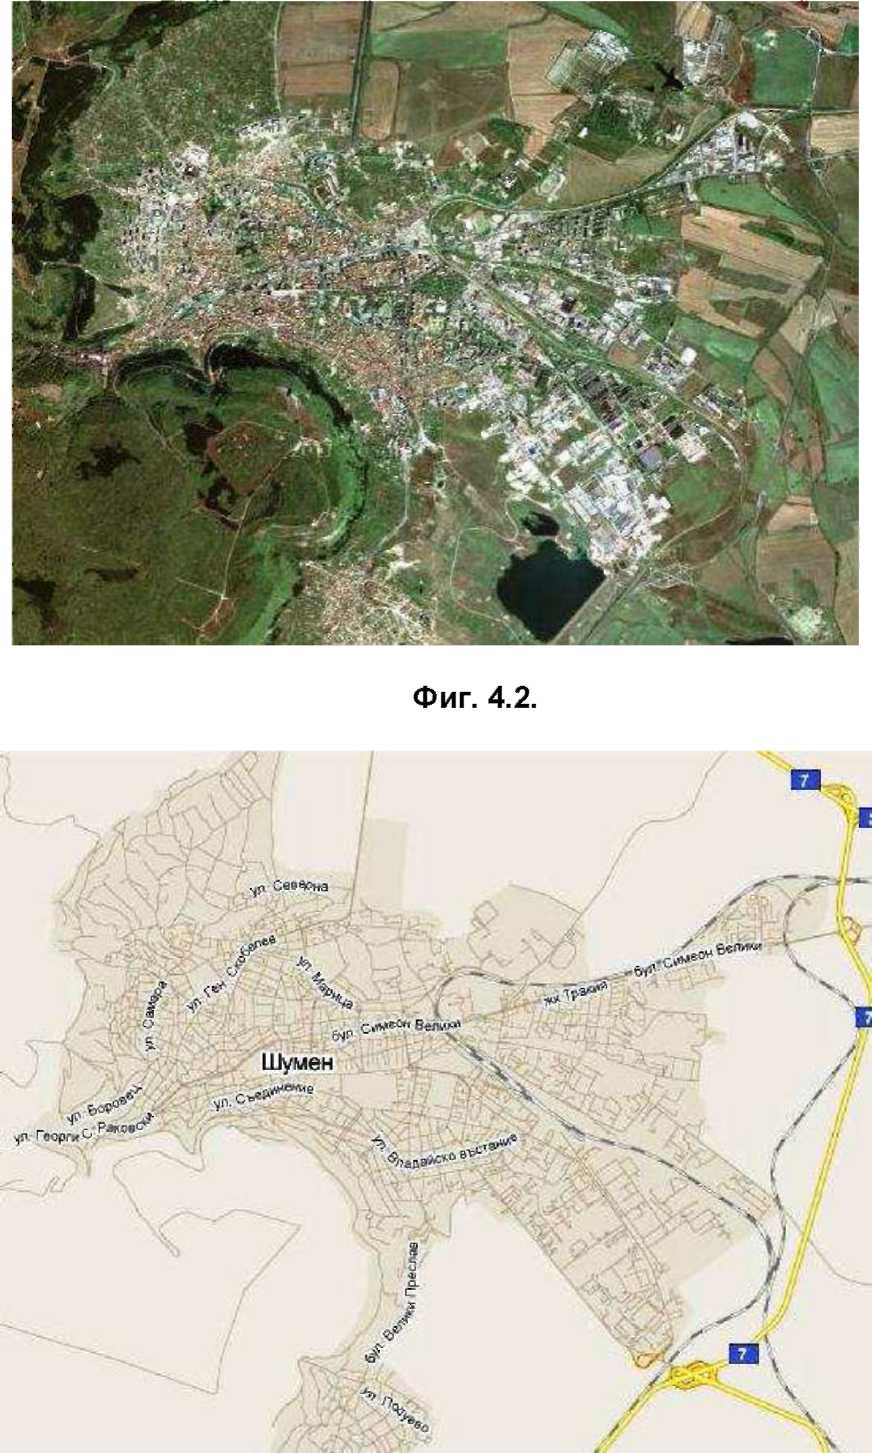 Фиг. 4.2.
7
ул. Северна
ул. Ген. Скобелев
ул. Марица
бул. Симеон Велики
жк Тракия
ул. Самара
бул. Симеон Велики
7
Шумен
ул. Съединение
ул. Боровец
ул. Георги С. Раковски
ул. Владайско въстание
бул. Велики Преслав
7
ул. Подуево